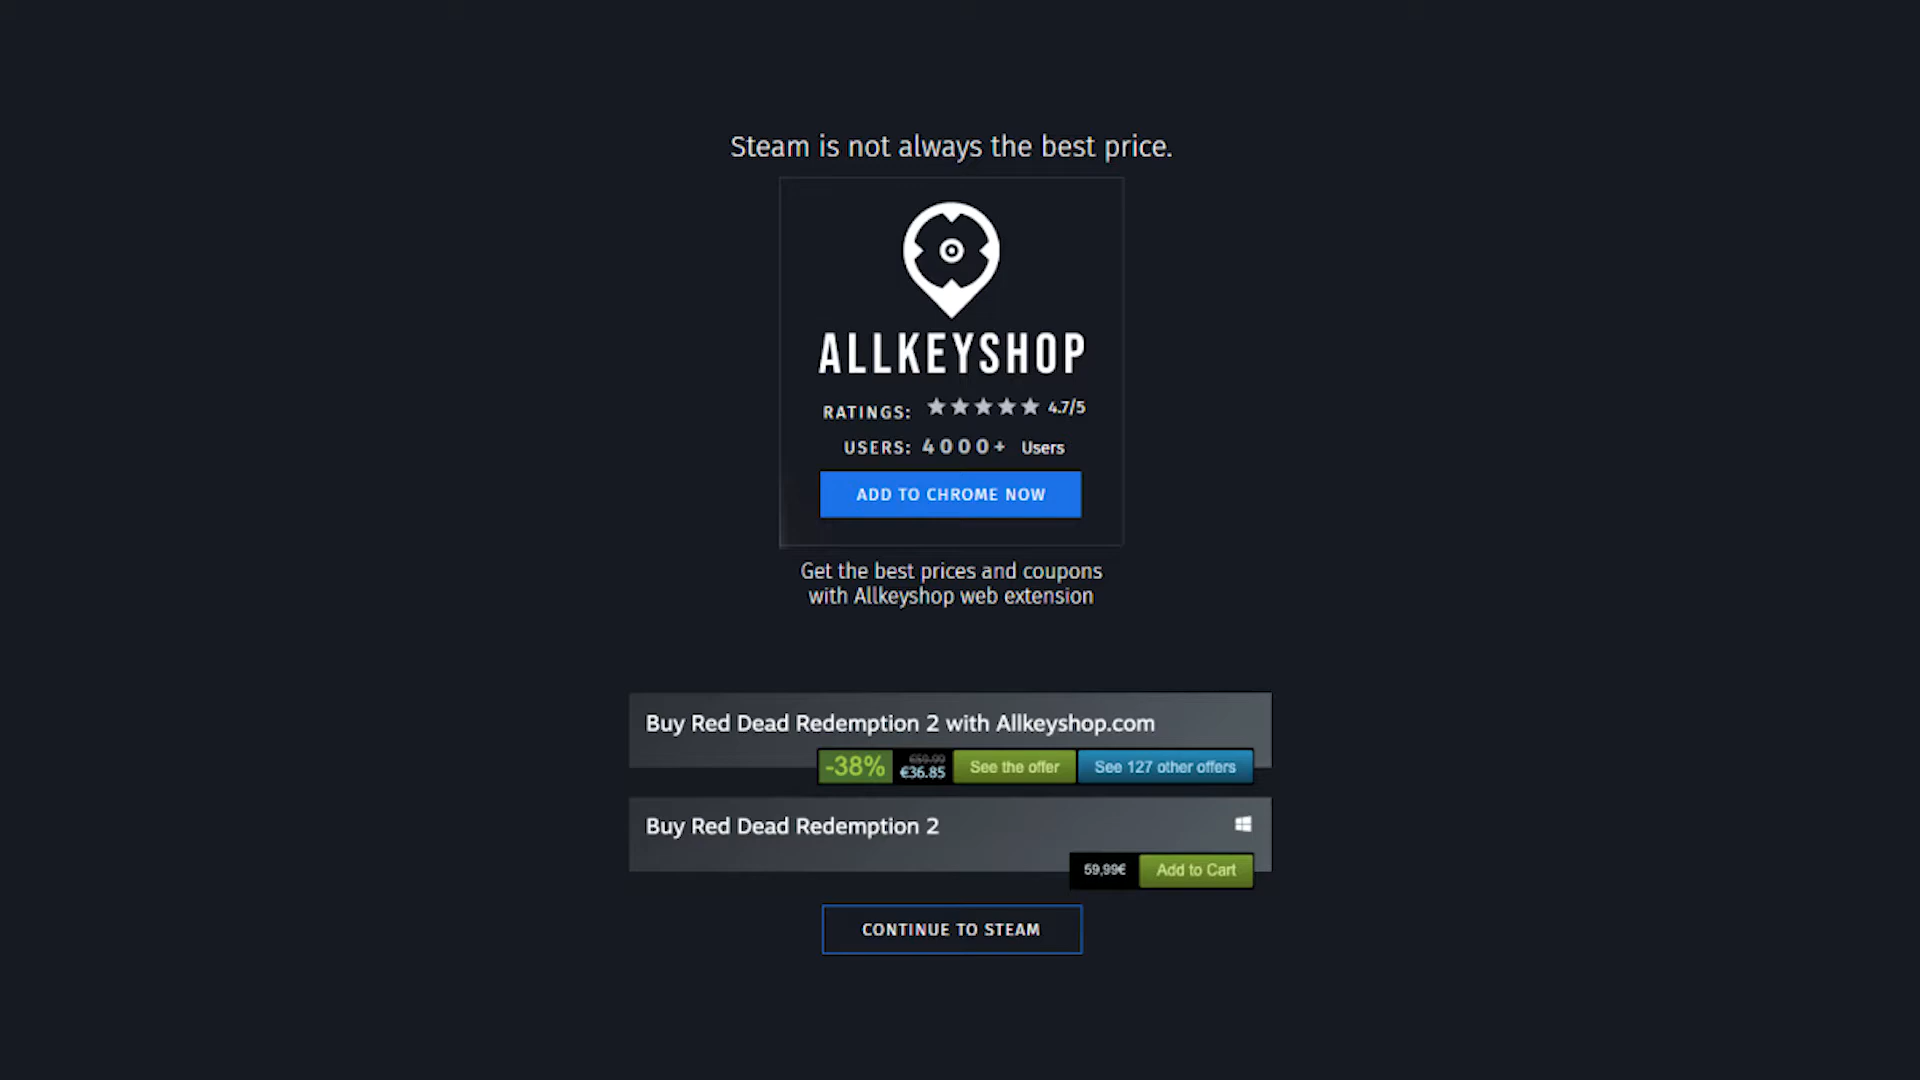 Steam is not always the best price.
ALLKEYSHOP
RATINGS: 4.7/5
USERS: 4000+ Users
ADD TO CHROME NOW
Get the best prices and coupons
with Allkeyshop web extension
Buy Red Dead Redemption 2 with Allkeyshop.com
-38% €59.99 €36.85 See the offer See 127 other offers
Buy Red Dead Redemption 2
59,99€ Add to Cart
CONTINUE TO STEAM